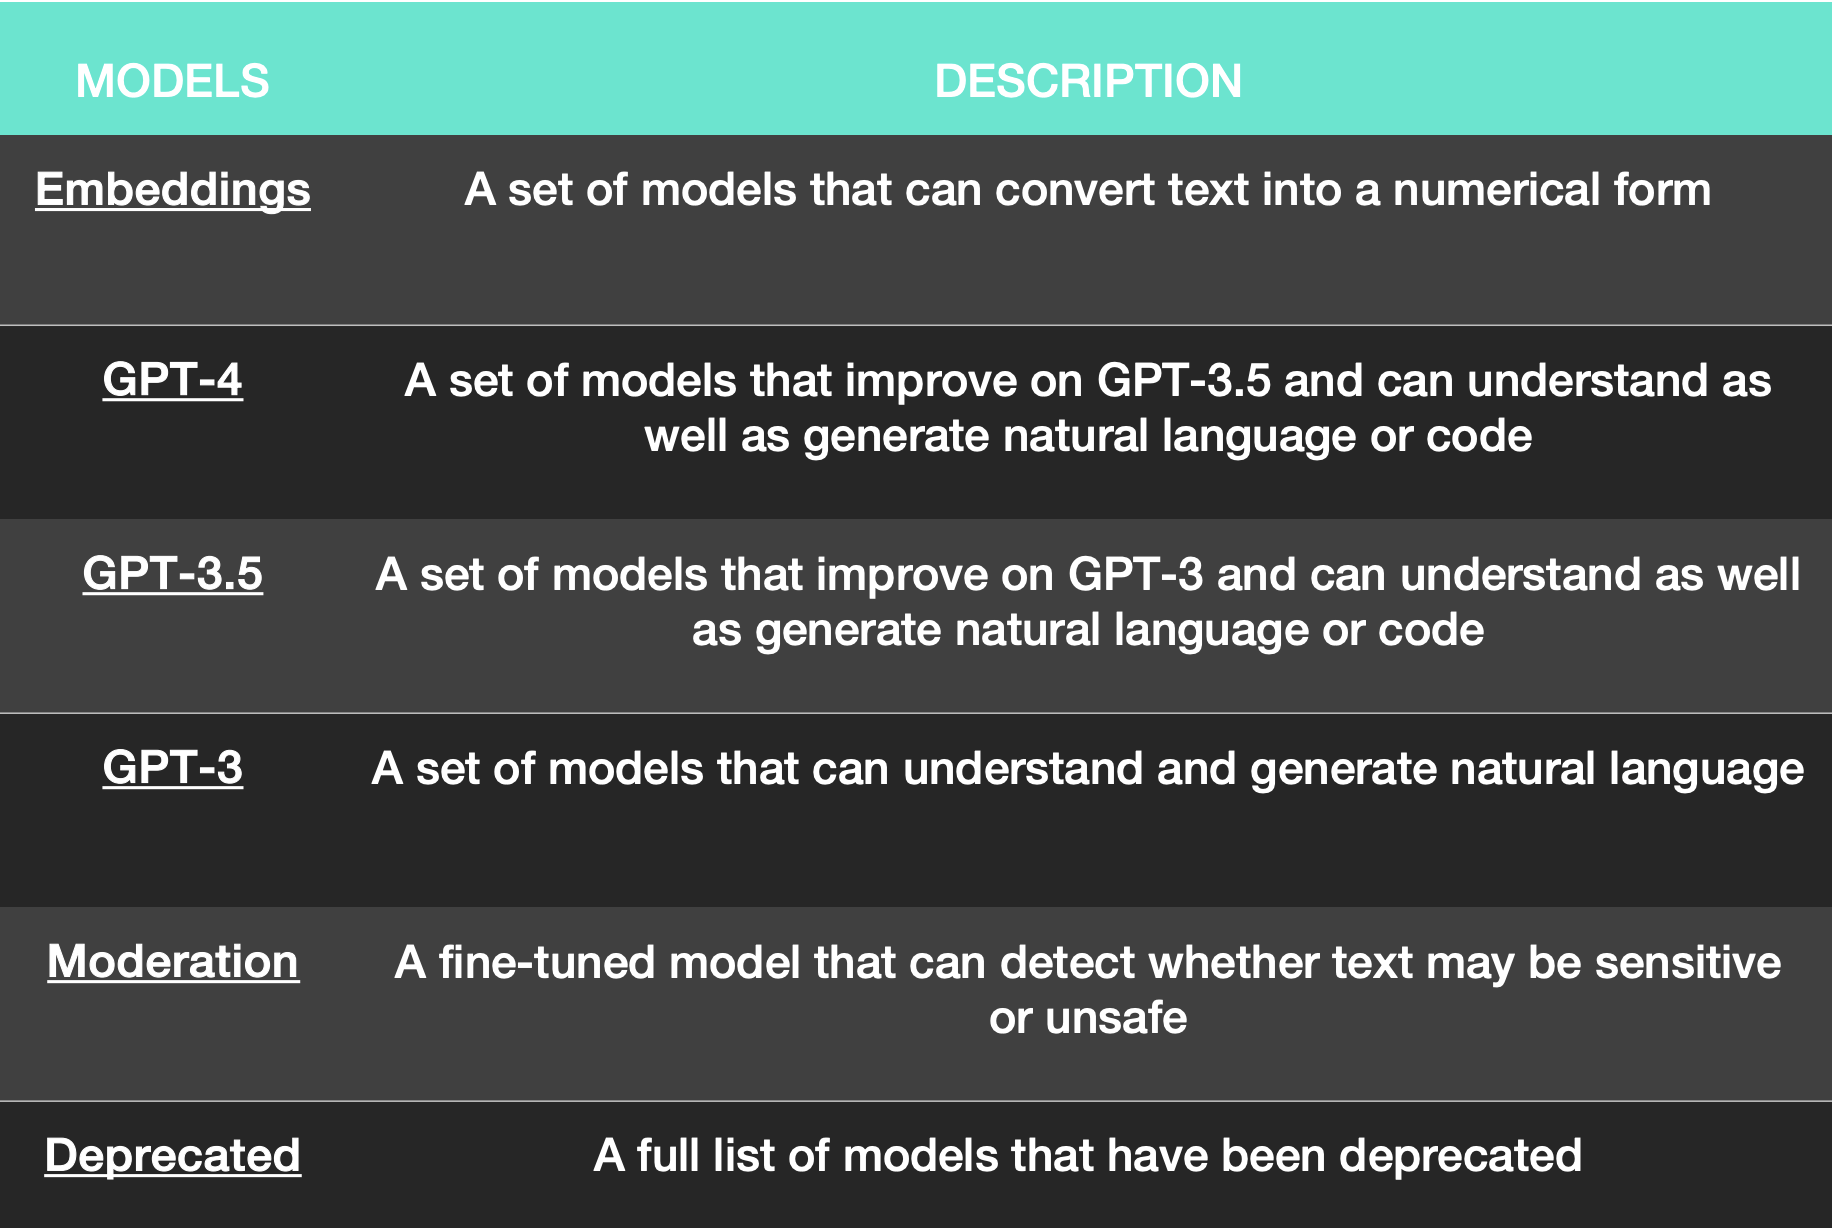 MODELS DESCRIPTION
Embeddings A set of models that can convert text into a numerical form
GPT-4 A set of models that improve on GPT-3.5 and can understand as
well as generate natural language or code
GPT-3.5 A set of models that improve on GPT-3 and can understand as well
as generate natural language or code
GPT-3 A set of models that can understand and generate natural language
Moderation A fine-tuned model that can detect whether text may be sensitive
or unsafe
Deprecated A full list of models that have been deprecated